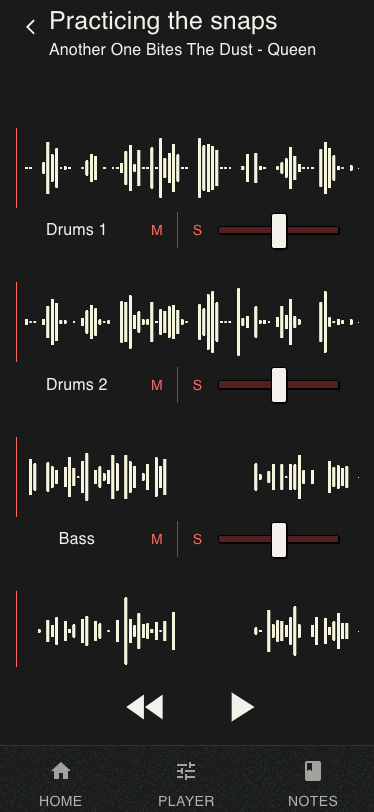 Practicing the snaps
Another One Bites The Dust - Queen
Drums 1 M S
Drums 2 M S
Bass M S
HOME PLAYER NOTES